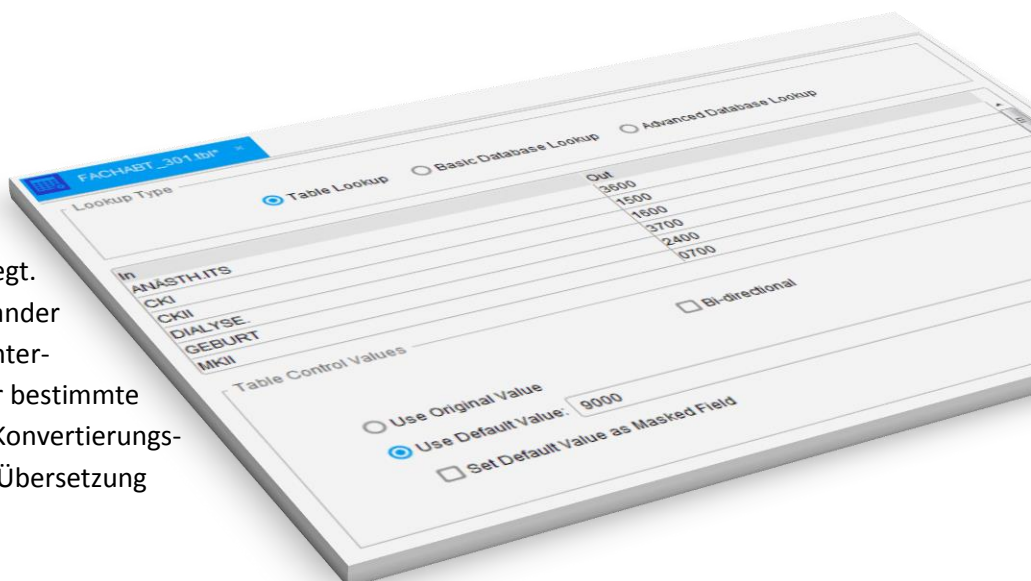 FACHABT_301.tbl* ×
Lookup Type
Table Lookup Basic Database Lookup Advanced Database Lookup
In Out
ANÄSTH.ITS 3600
CKI 1500
CKII 1600
DIALYSE. 3700
GEBURT 2400
MKII 0700
Bi-directional
Table Control Values
Use Original Value
Use Default Value: 9000
Set Default Value as Masked Field
egt.
ander
nter-
r bestimmte
Konvertierungs-
Übersetzung